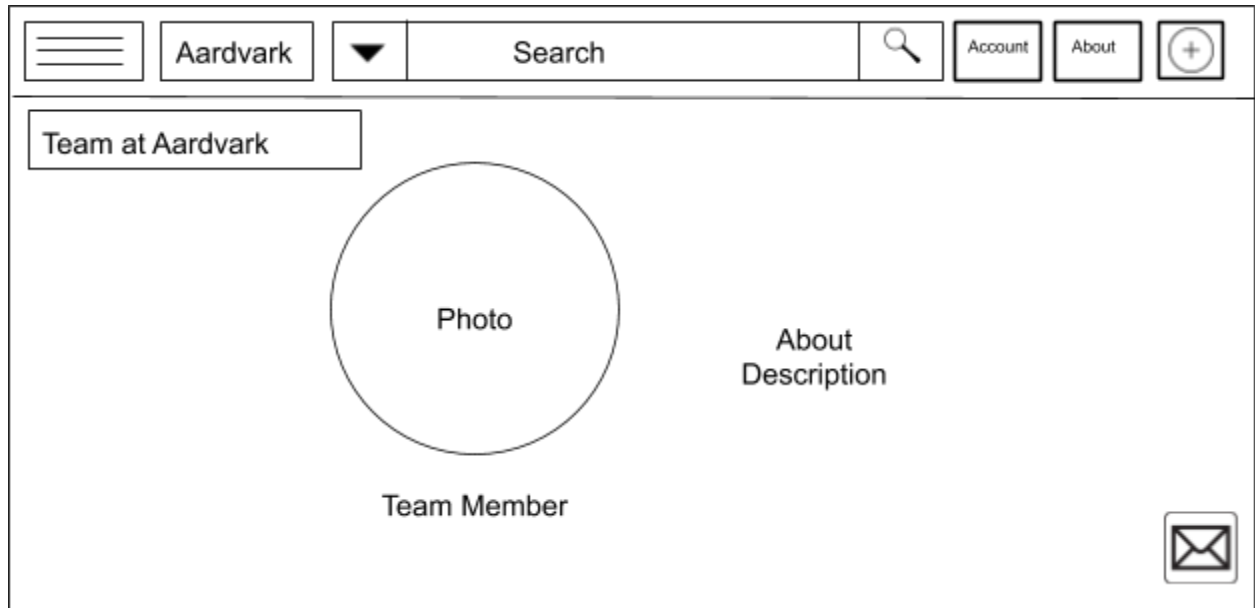 Aardvark
Search
Account
About
Team at Aardvark
Photo
About
Description
Team Member